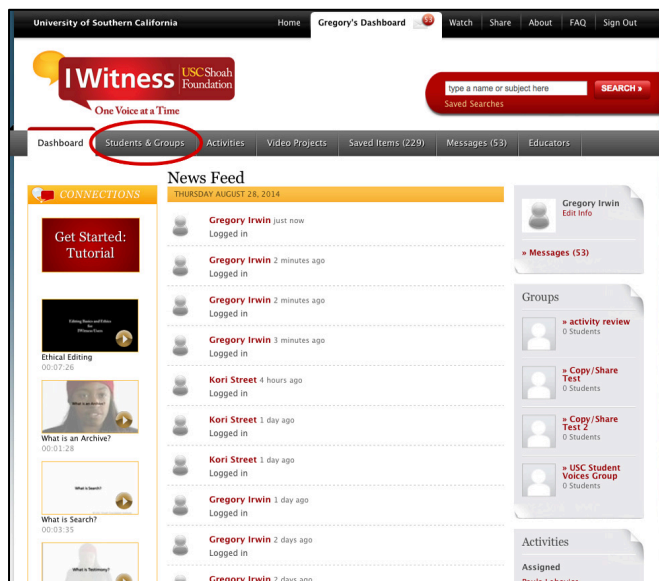 University of Southern California
Home Gregory's Dashboard 53 Watch Share About FAQ Sign Out
IWitness USC Shoah Foundation
One Voice at a Time
type a name or subject here SEARCH »
Saved Searches
Dashboard Students & Groups Activities Video Projects Saved Items (229) Messages (53) Educators
CONNECTIONS
Get Started:
Tutorial
Editing Basics and Ethics
for
IWitness Users
Ethical Editing
00:07:26
What is an Archive?
What is an Archive?
00:01:28
What is Search?
What is Search?
00:03:35
What is Testimony?
News Feed
THURSDAY AUGUST 28, 2014
Gregory Irwin just now
Logged in
Gregory Irwin 2 minutes ago
Logged in
Gregory Irwin 2 minutes ago
Logged in
Gregory Irwin 3 minutes ago
Logged in
Kori Street 4 hours ago
Logged in
Kori Street 1 day ago
Logged in
Kori Street 1 day ago
Logged in
Gregory Irwin 1 day ago
Logged in
Gregory Irwin 2 days ago
Logged in
Gregory Irwin 2 days ago
Gregory Irwin
Edit Info
» Messages (53)
Groups
» activity review
0 Students
» Copy/Share
Test
0 Students
» Copy/Share
Test 2
0 Students
» USC Student
Voices Group
0 Students
Activities
Assigned